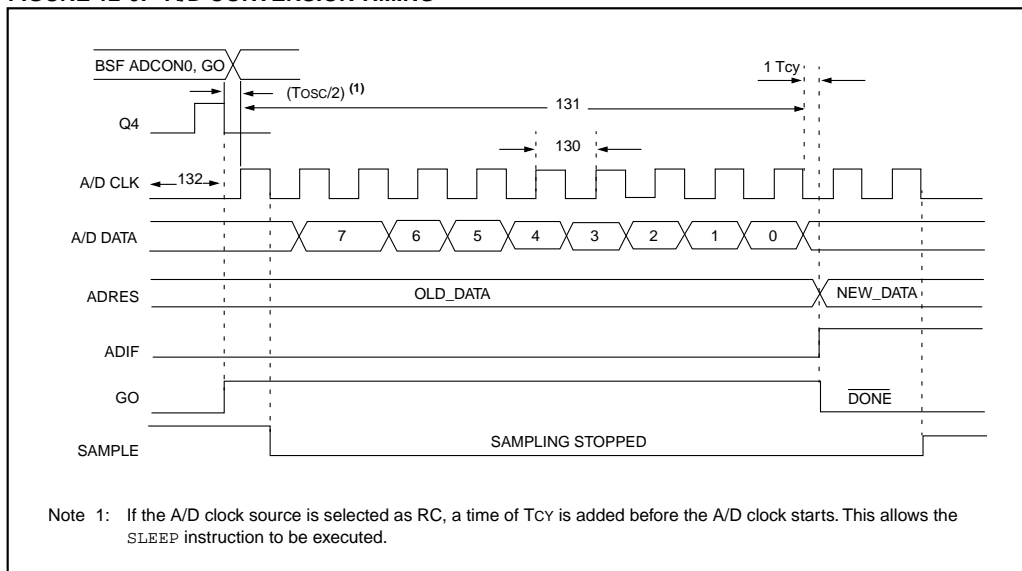 BSF ADCON0, GO
1 Tcy
(TOSC/2) (1)
131
Q4
130
A/D CLK
132
A/D DATA
7 6 5 4 3 2 1 0
ADRES
OLD_DATA
NEW_DATA
ADIF
GO
DONE
SAMPLE
SAMPLING STOPPED
Note 1: If the A/D clock source is selected as RC, a time of TCY is added before the A/D clock starts. This allows the
SLEEP instruction to be executed.